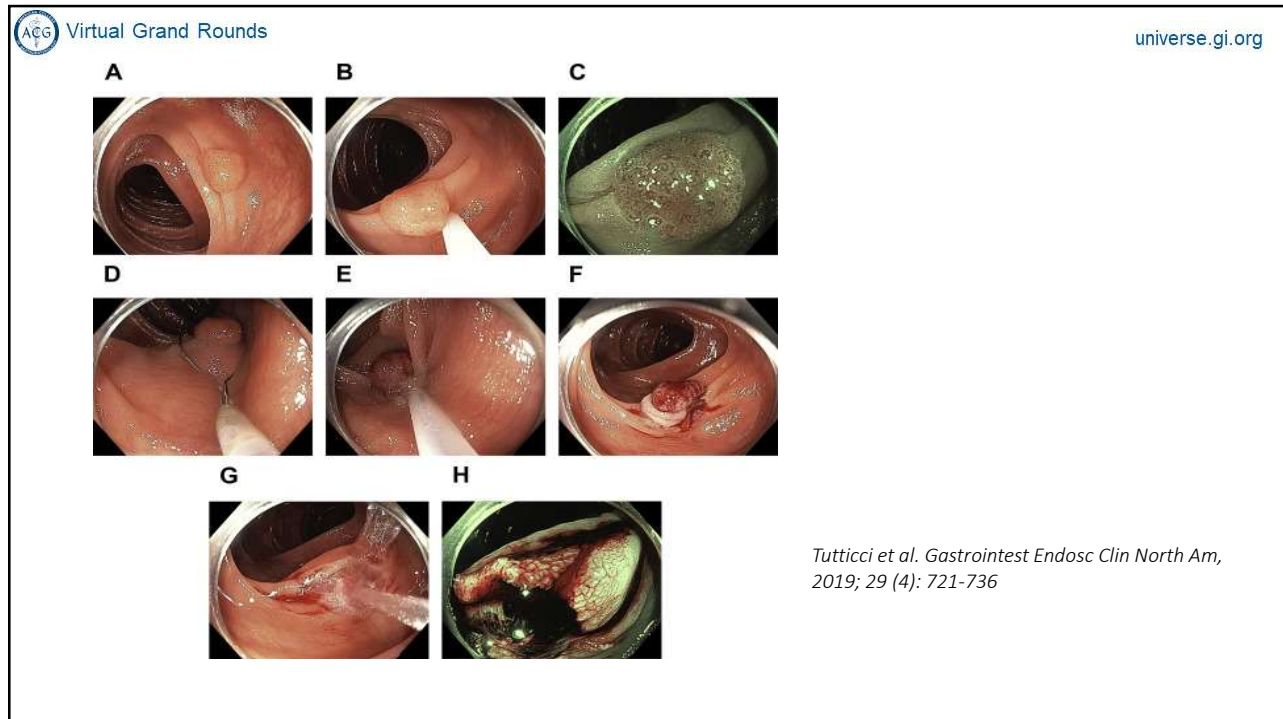 ACG
Virtual Grand Rounds
universe.gi.org
A
B
C
D
E
F
G
H
Tutticci et al. Gastrointest Endosc Clin North Am,
2019; 29 (4): 721-736